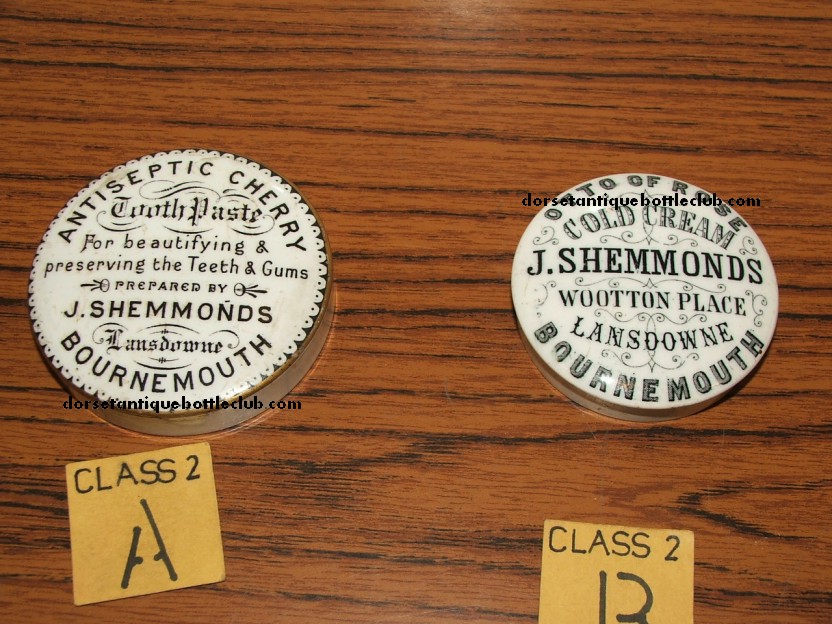 ANTISEPTIC CHERRY
Tooth Paste
For beautifying &
preserving the Teeth & Gums
PREPARED BY
J. SHEMMONDS
Lansdowne
BOURNEMOUTH
dorsetantiquebottleclub.com
CLASS 2
A
OTTO OF ROSE
dorsetantiquebottleclub.com
COLD CREAM
J. SHEMMONDS
WOOTTON PLACE
LANSDOWNE
BOURNEMOUTH
CLASS 2
B